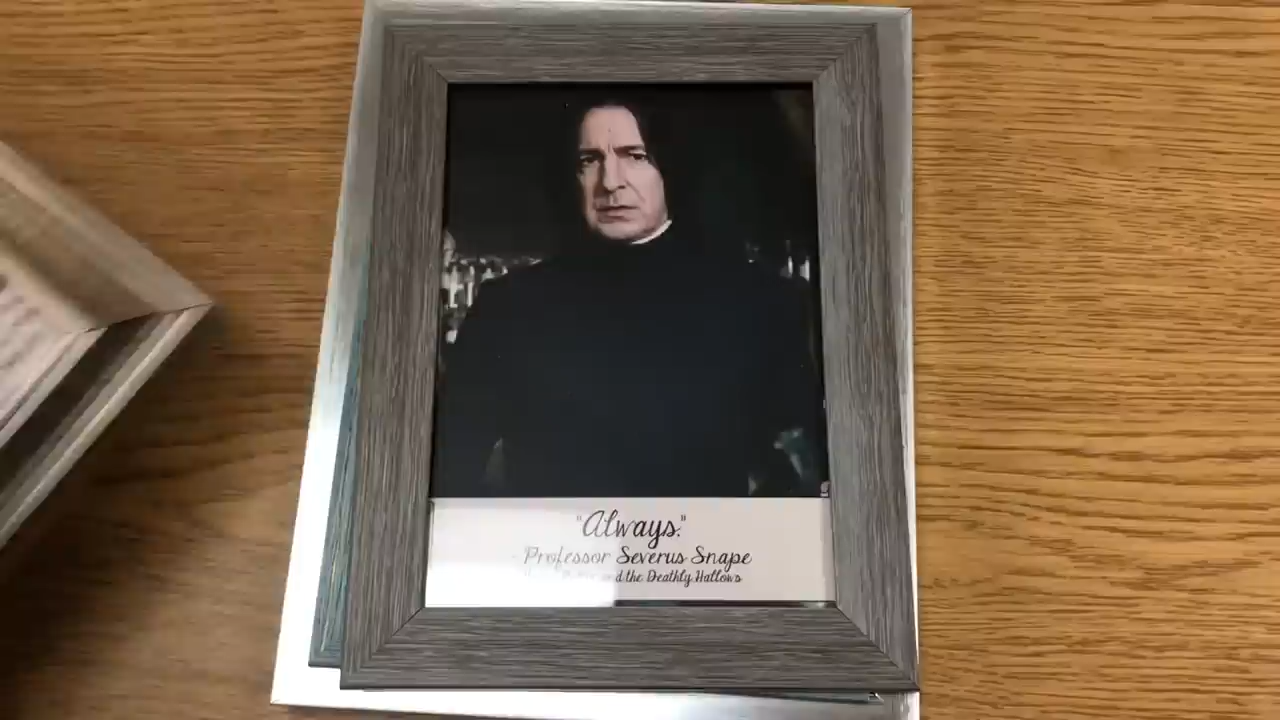 "Always."
- Professor Severus Snape
and the Deathly Hallows